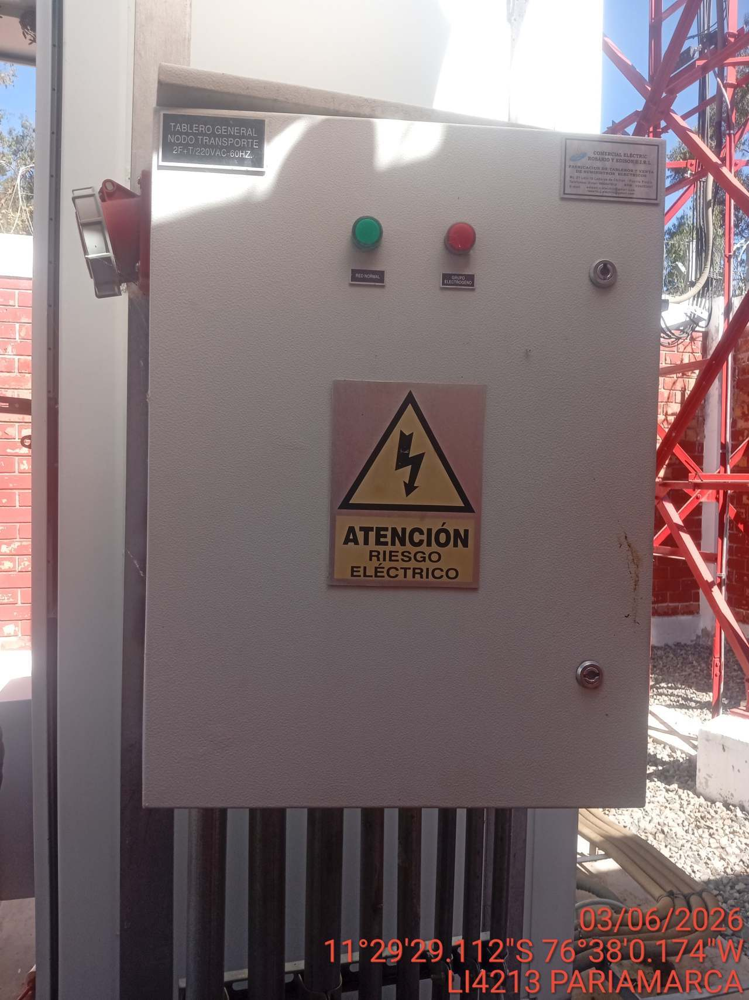 TABLERO GENERAL
NODO TRANSPORTE
2F+T/220VAC-60HZ.
COMERCIAL ELÉCTRIC
ROSARIO Y EDISON E.I.R.L
FABRICACION DE TABLEROS Y VENTA
DE SUMINISTROS ELECTRICOS
RED NORMAL
GRUPO
ELECTROGENO
ATENCIÓN
RIESGO
ELÉCTRICO
03/06/2026
11°29'29.112"S 76°38'0.174"W
LI4213 PARIAMARCA